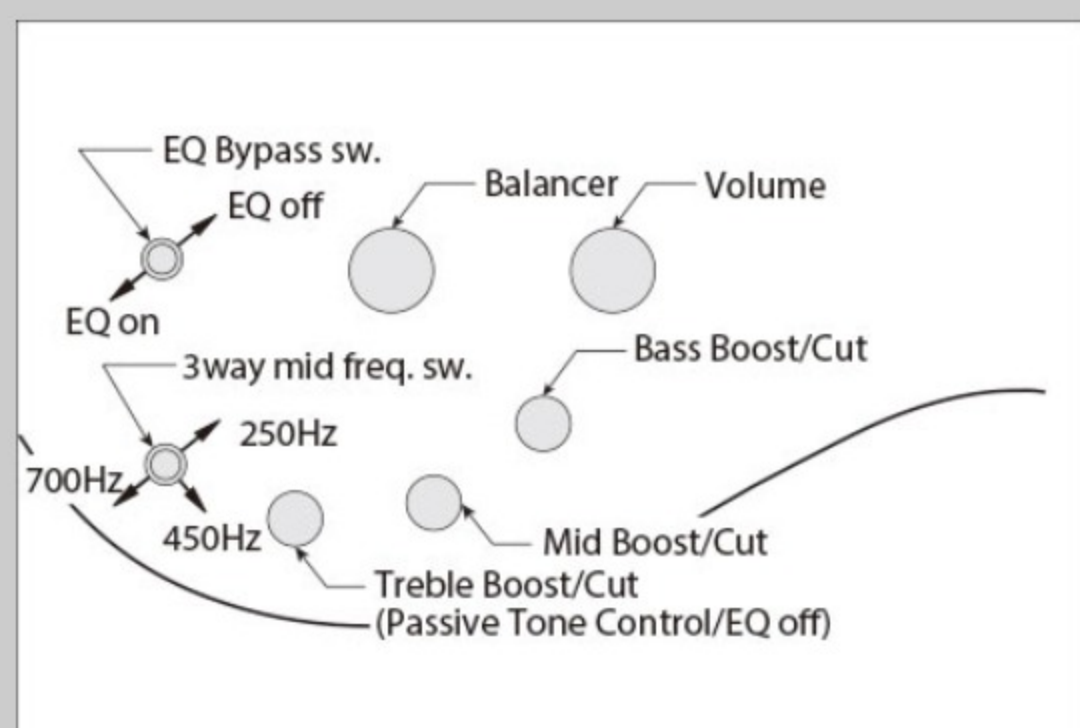 EQ Bypass sw.
EQ off
Balancer
Volume
EQ on
3way mid freq. sw.
Bass Boost/Cut
250Hz
700Hz
450Hz
Mid Boost/Cut
Treble Boost/Cut
(Passive Tone Control/EQ off)